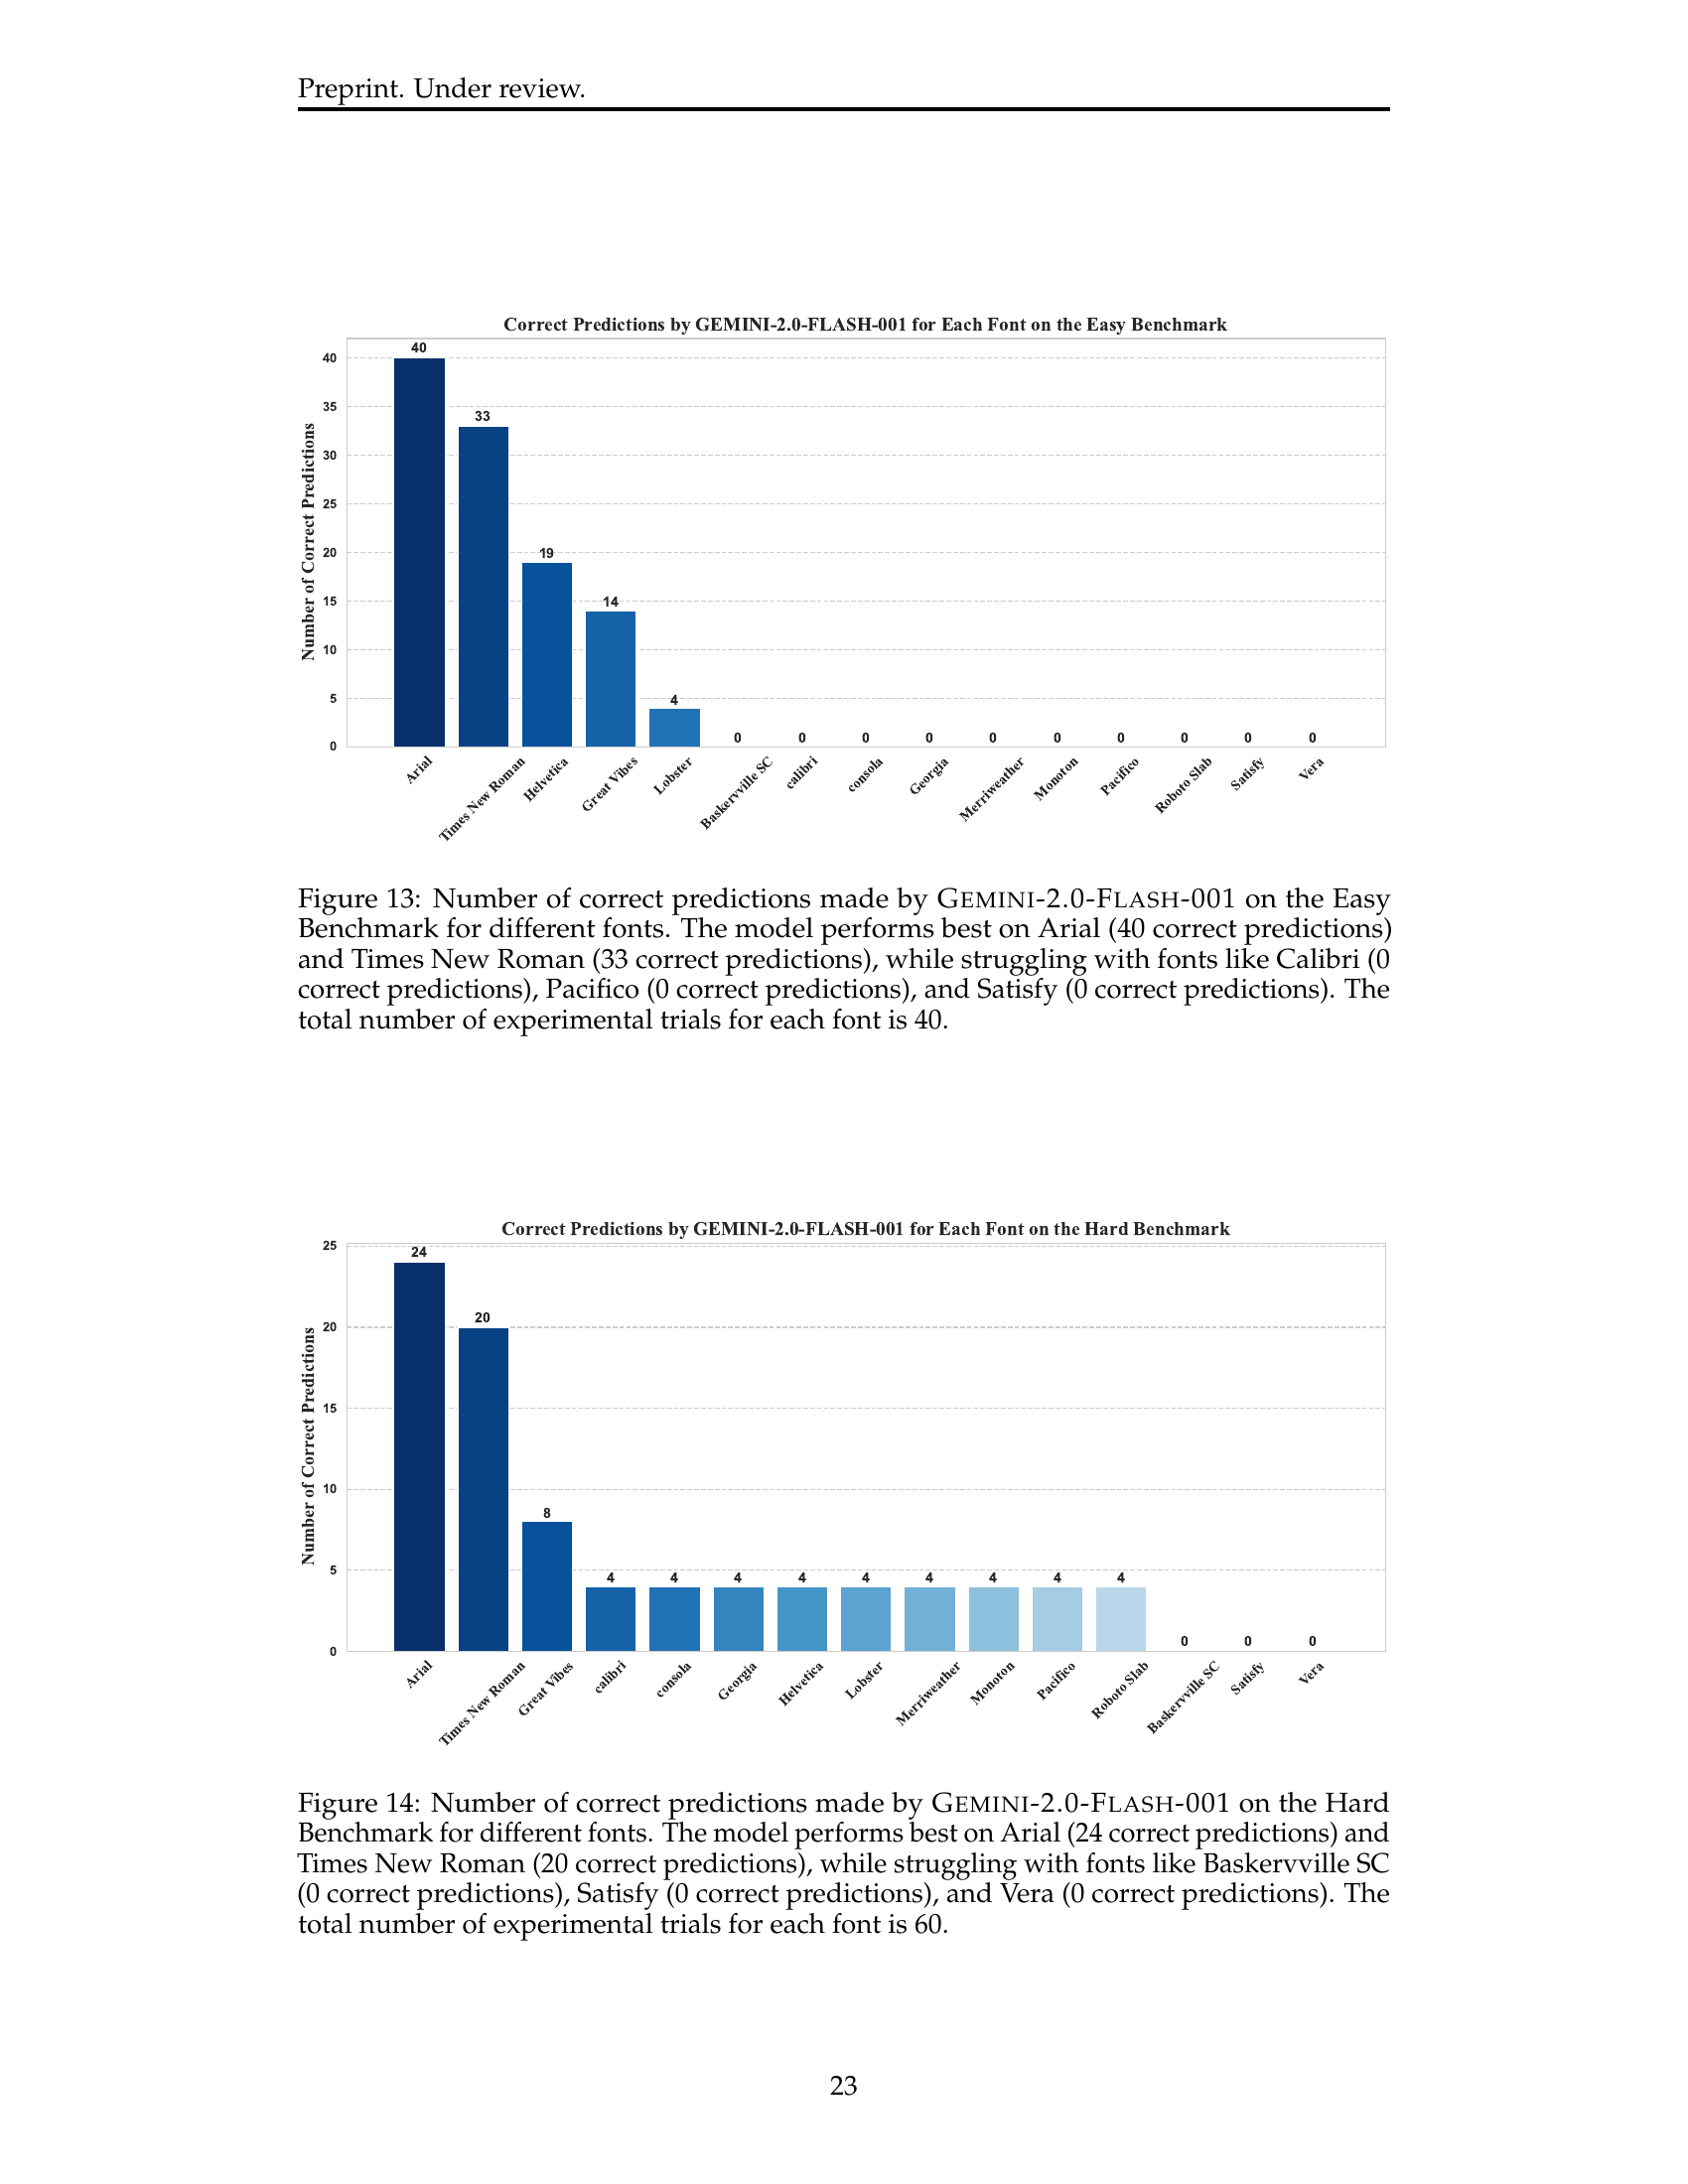 Preprint. Under review.
Correct Predictions by GEMINI-2.0-FLASH-001 for Each Font on the Easy Benchmark
Number of Correct Predictions
40
35
30
25
20
15
10
5
0
40
33
19
14
4
0
0
0
0
0
0
0
0
0
0
Arial
Times New Roman
Helvetica
Great Vibes
Lobster
Baskervville SC
calibri
consola
Georgia
Merriweather
Monoton
Pacifico
Roboto Slab
Satisfy
Vera
Figure 13: Number of correct predictions made by GEMINI-2.0-FLASH-001 on the Easy
Benchmark for different fonts. The model performs best on Arial (40 correct predictions)
and Times New Roman (33 correct predictions), while struggling with fonts like Calibri (0
correct predictions), Pacifico (0 correct predictions), and Satisfy (0 correct predictions). The
total number of experimental trials for each font is 40.
Correct Predictions by GEMINI-2.0-FLASH-001 for Each Font on the Hard Benchmark
Number of Correct Predictions
25
20
15
10
5
0
24
20
8
4
4
4
4
4
4
4
4
4
0
0
0
Arial
Times New Roman
Great Vibes
calibri
consola
Georgia
Helvetica
Lobster
Merriweather
Monoton
Pacifico
Roboto Slab
Baskervville SC
Satisfy
Vera
Figure 14: Number of correct predictions made by GEMINI-2.0-FLASH-001 on the Hard
Benchmark for different fonts. The model performs best on Arial (24 correct predictions) and
Times New Roman (20 correct predictions), while struggling with fonts like Baskervville SC
(0 correct predictions), Satisfy (0 correct predictions), and Vera (0 correct predictions). The
total number of experimental trials for each font is 60.
23